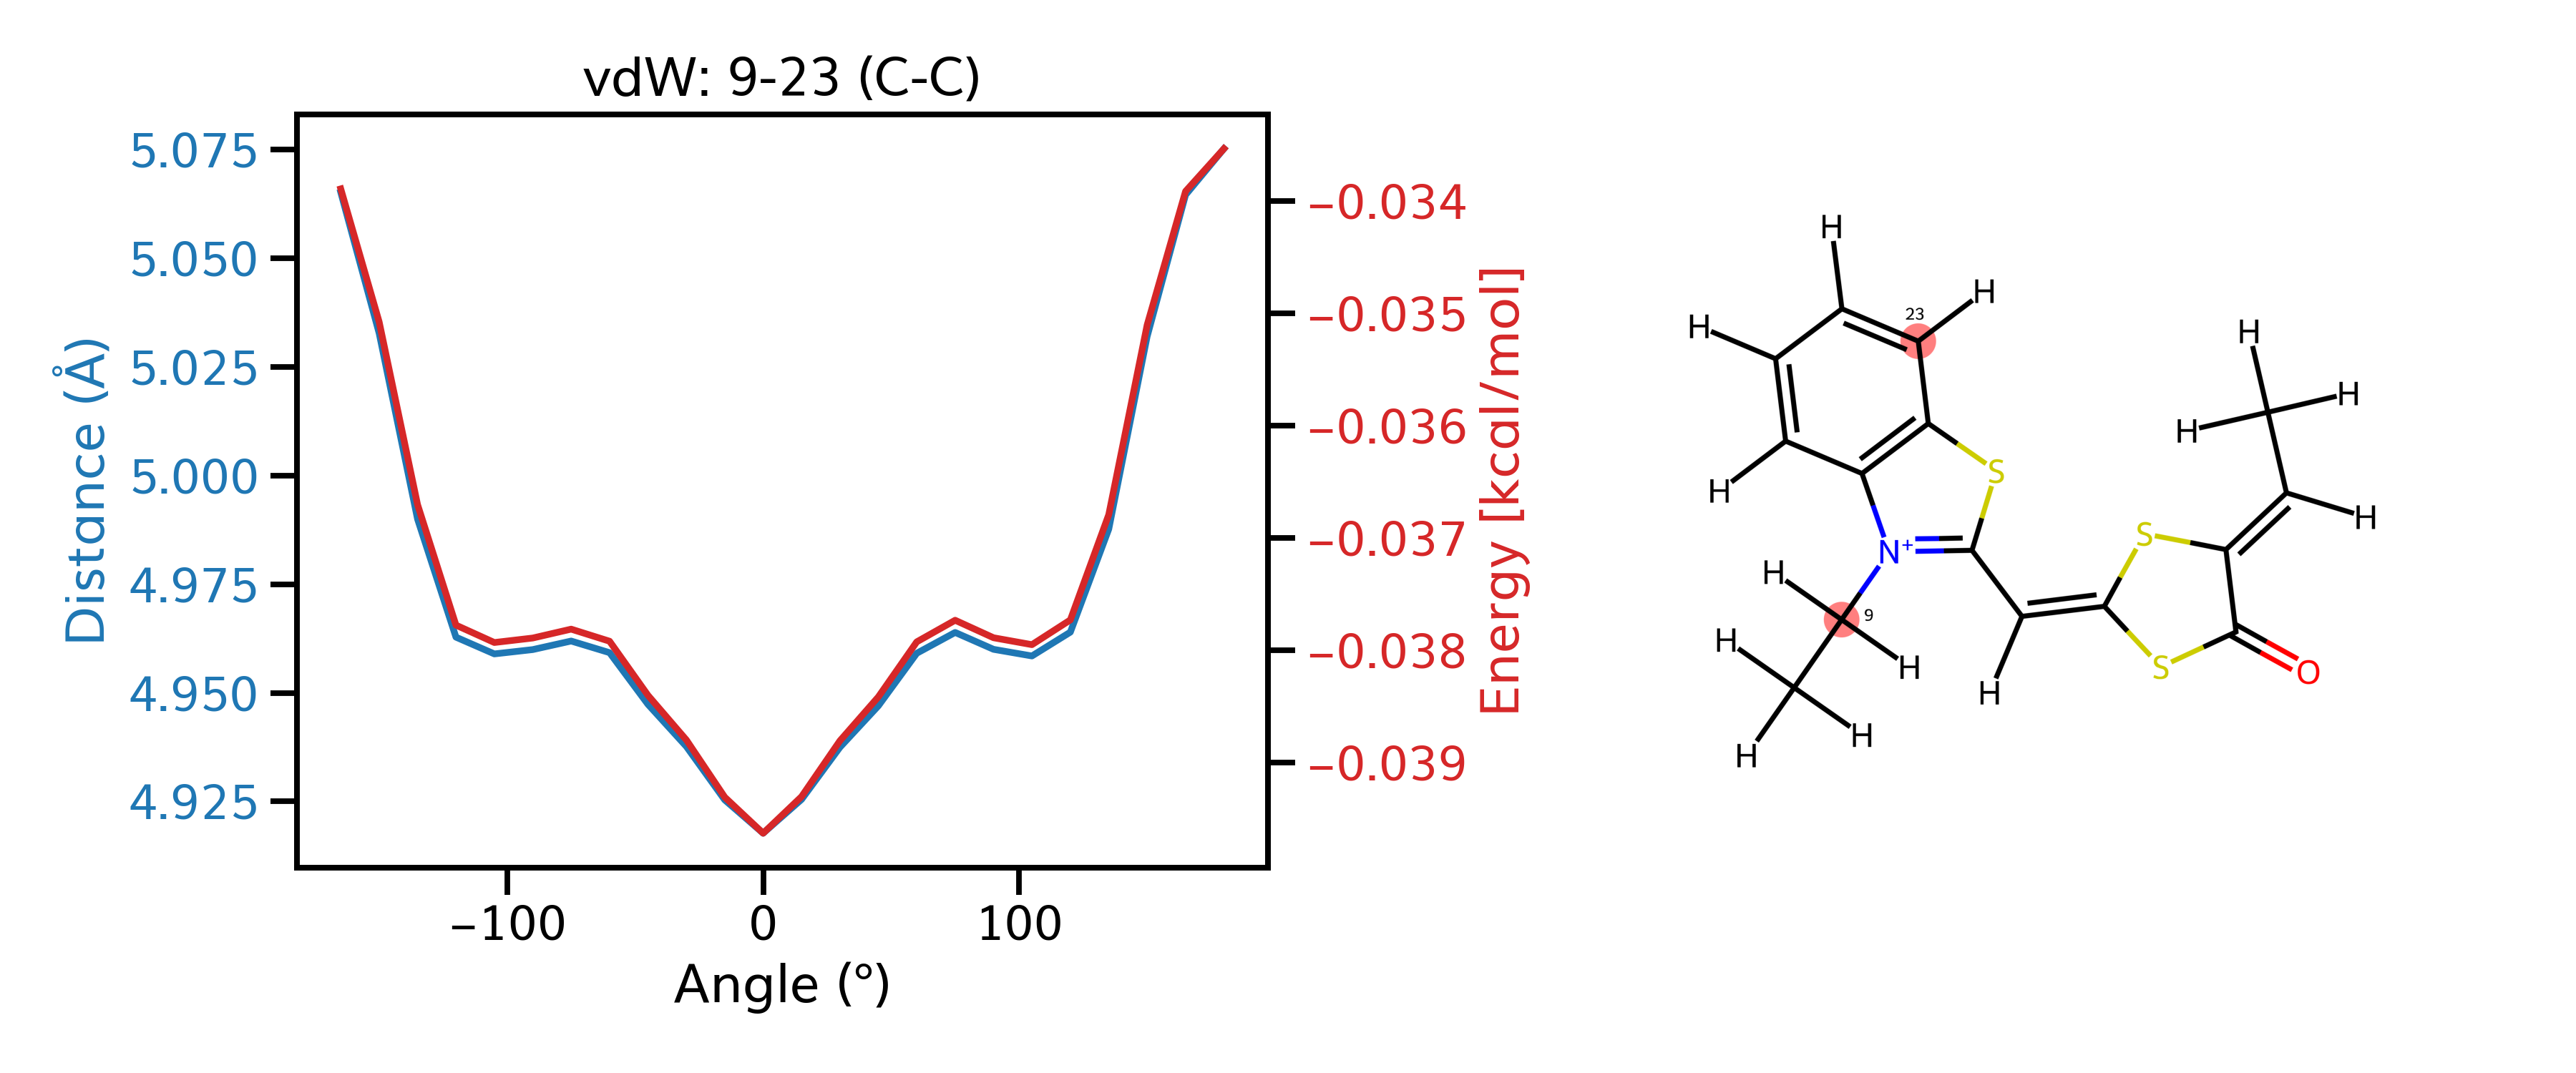 vdW: 9-23 (C-C)
5.075
5.050
5.025
5.000
4.975
4.950
4.925
Distance (Å)
−0.034
−0.035
−0.036
−0.037
−0.038
−0.039
Energy [kcal/mol]
−100 0 100
Angle (°)
H
H
23
H
H
H
H
H
H
S
H
S
N+
H
9
H
H
S
O
H
H
H